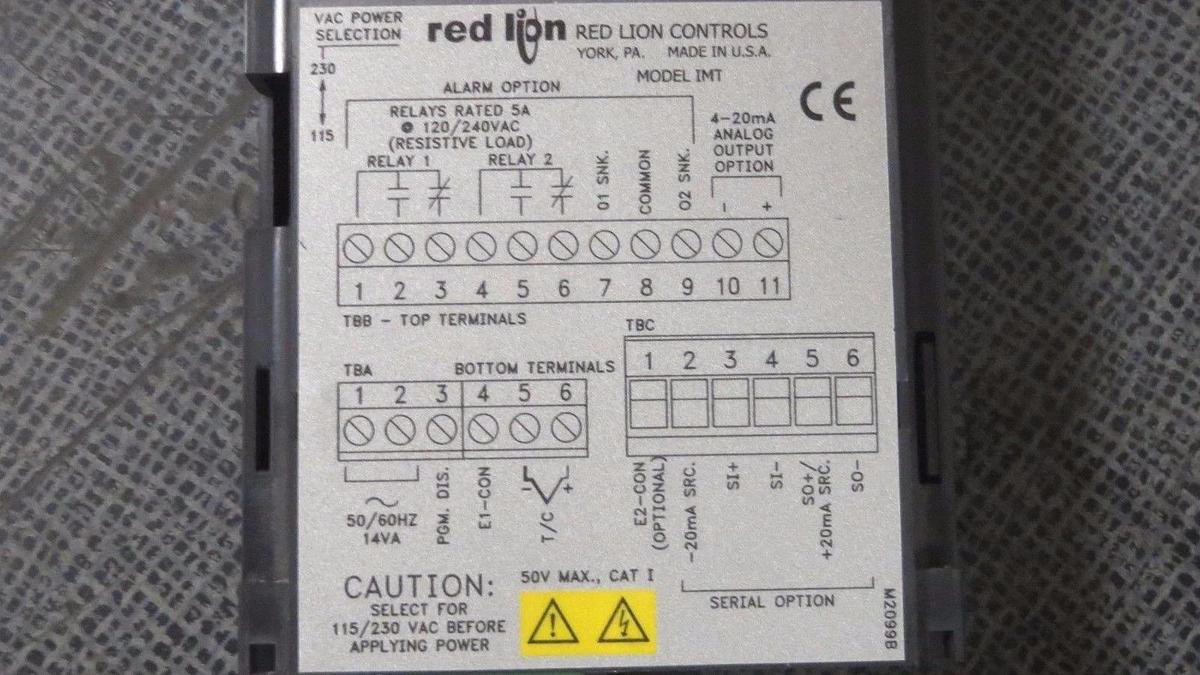 VAC POWER
SELECTION
230
115
red lion RED LION CONTROLS
YORK, PA. MADE IN U.S.A.
MODEL IMT
CE
ALARM OPTION
RELAYS RATED 5A
@ 120/240VAC
(RESISTIVE LOAD)
RELAY 1
RELAY 2
O1 SNK.
COMMON
O2 SNK.
4-20mA
ANALOG
OUTPUT
OPTION
- +
1 2 3 4 5 6 7 8 9 10 11
TBB - TOP TERMINALS
TBA
BOTTOM TERMINALS
1 2 3 4 5 6
50/60HZ
14VA
PGM. DIS.
E1-CON
- +
T/C
TBC
1 2 3 4 5 6
E2-CON
(OPTIONAL)
-20mA SRC.
SI+
SI-
SO+/
+20mA SRC.
SO-
SERIAL OPTION
CAUTION:
SELECT FOR
115/230 VAC BEFORE
APPLYING POWER
50V MAX., CAT I
M2099B